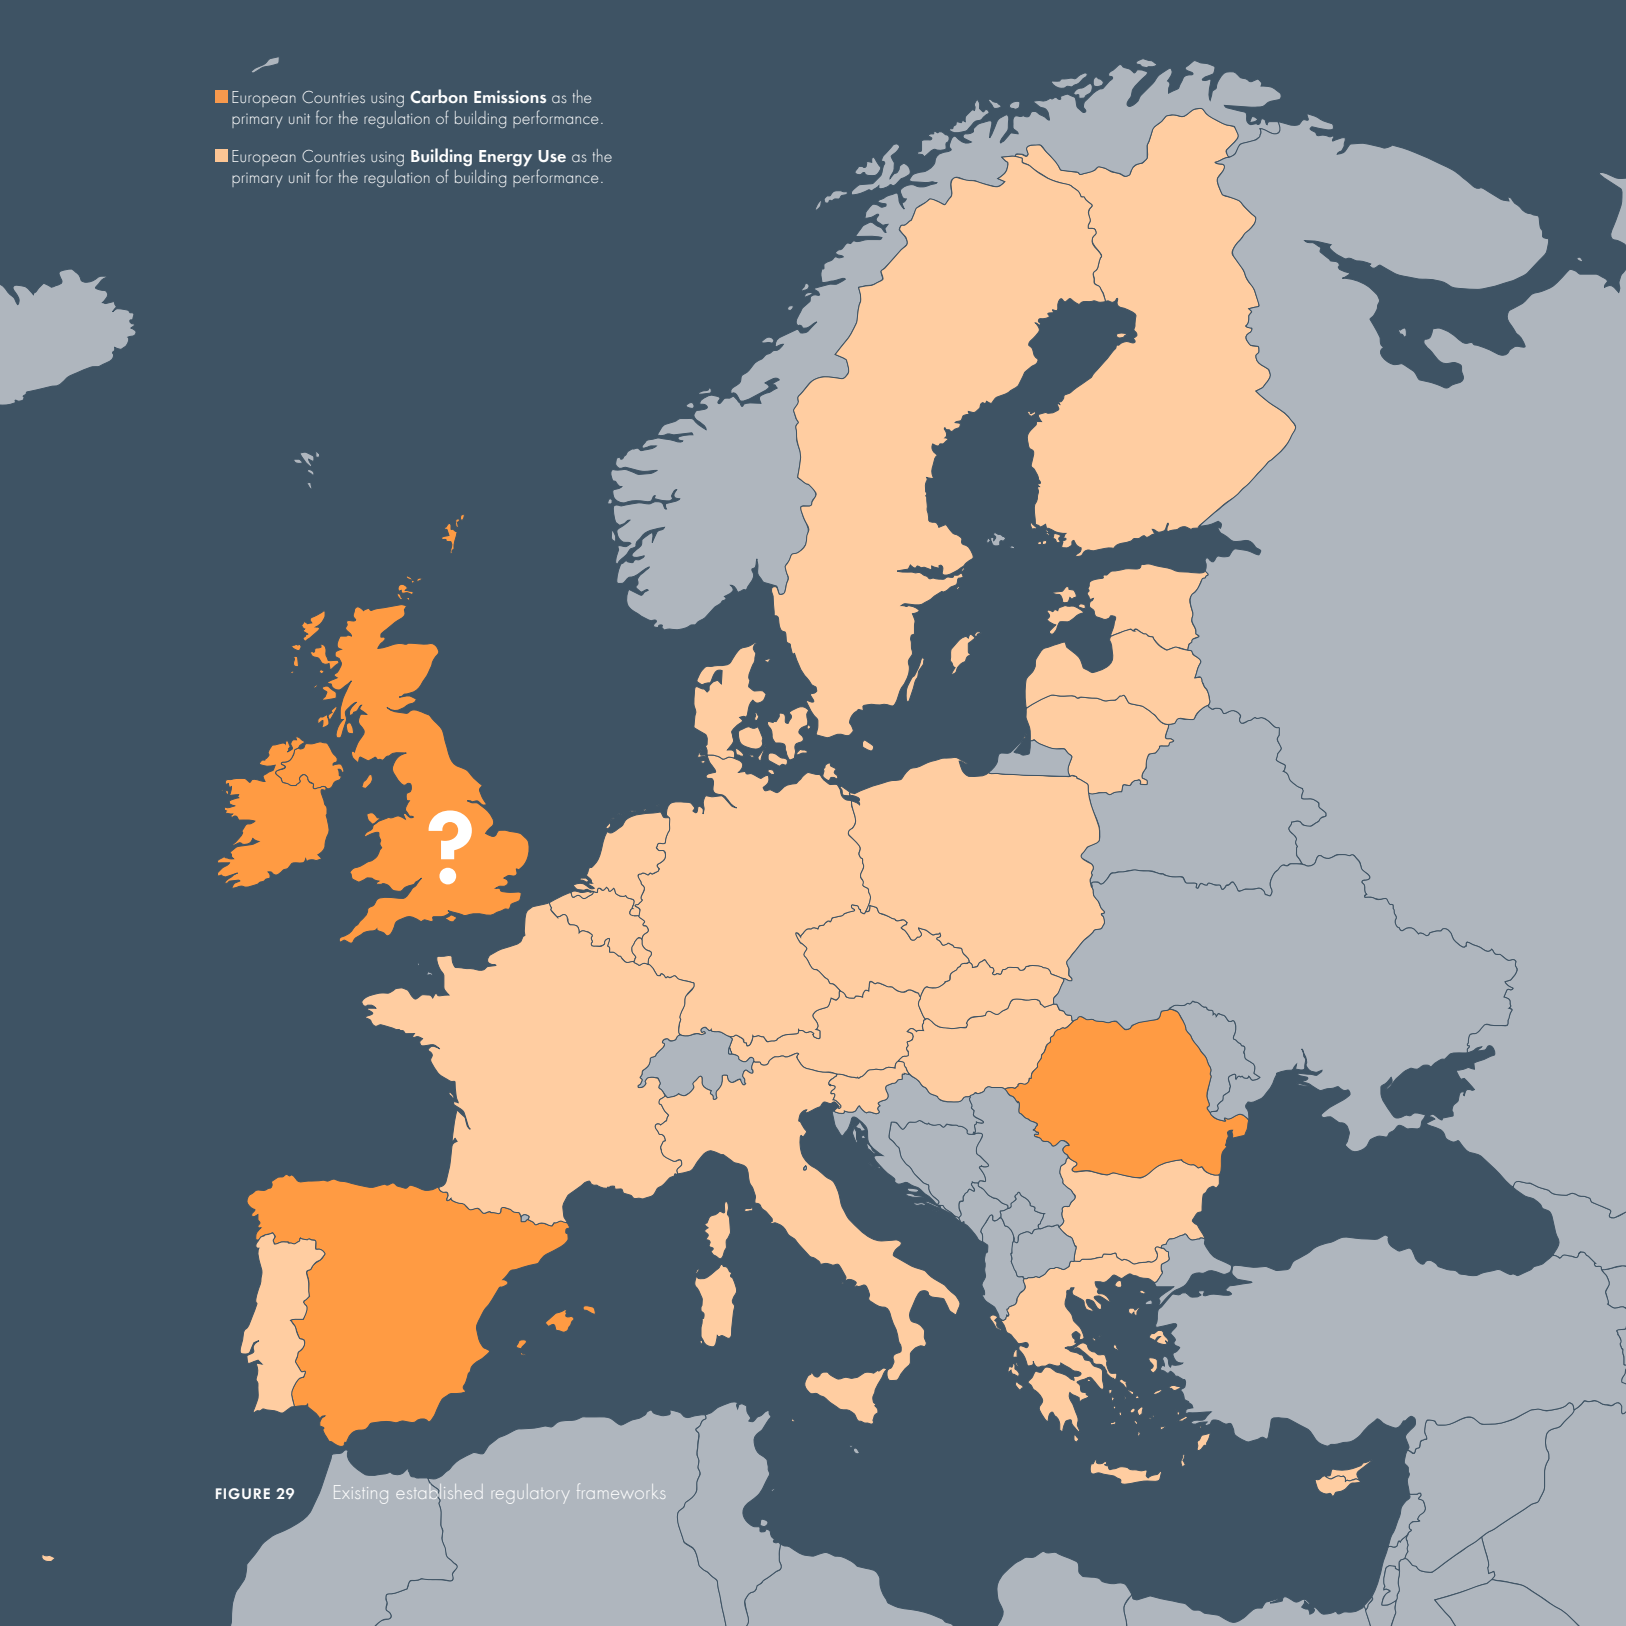 European Countries using Carbon Emissions as the
primary unit for the regulation of building performance.
European Countries using Building Energy Use as the
primary unit for the regulation of building performance.
?
FIGURE 29 Existing established regulatory frameworks